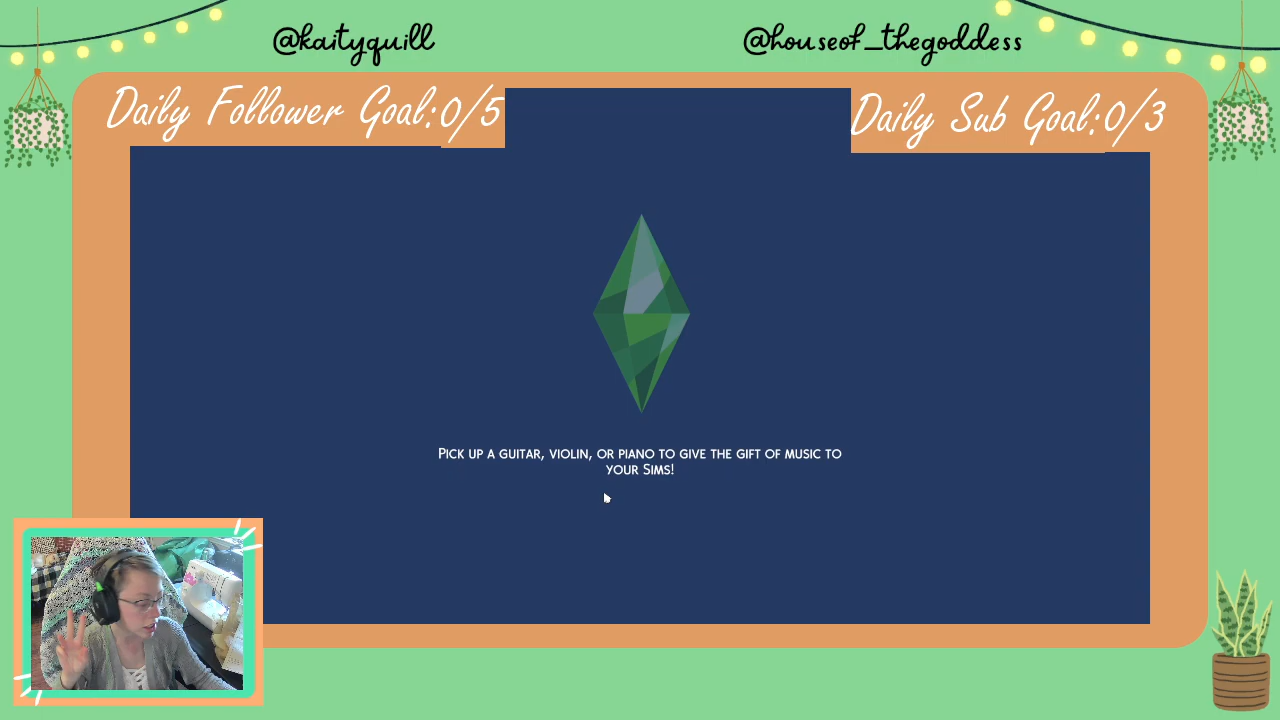 @kaityquill
@houseof_thegoddess
Daily Follower Goal:0/5
Daily Sub Goal:0/3
PICK UP A GUITAR, VIOLIN, OR PIANO TO GIVE THE GIFT OF MUSIC TO
YOUR SIMS!